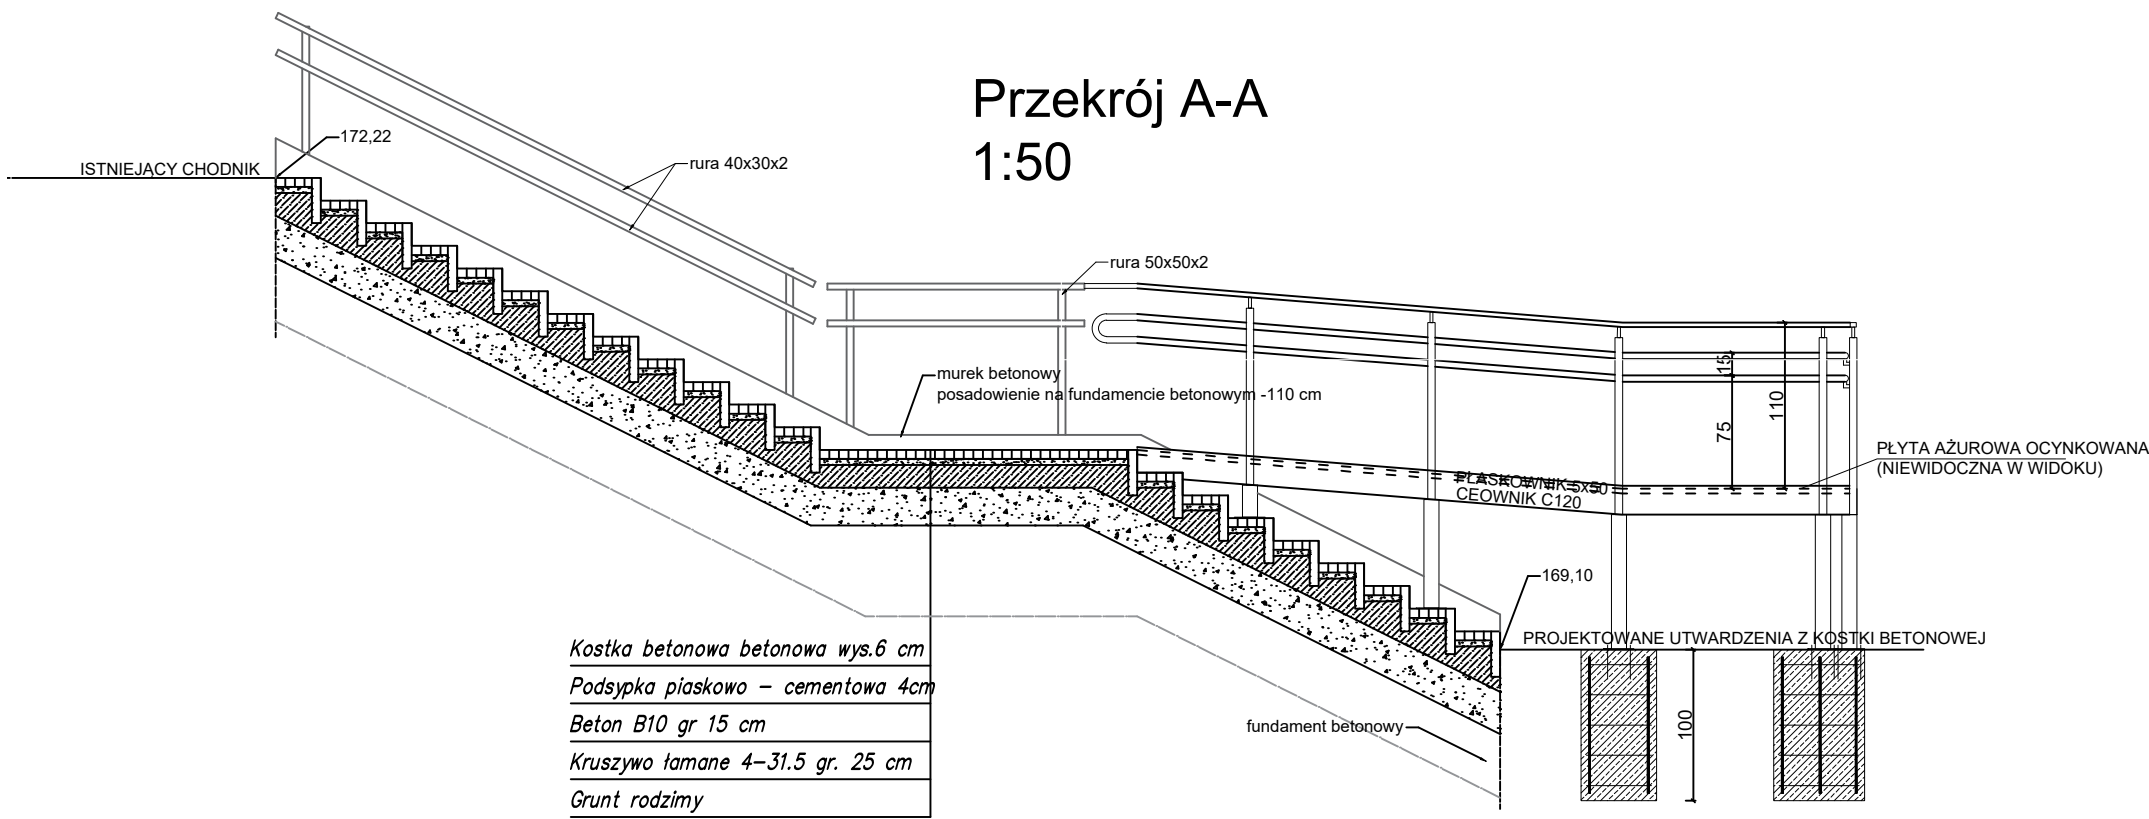 Przekrój A-A
1:50
172,22
ISTNIEJĄCY CHODNIK
rura 40x30x2
rura 50x50x2
murek betonowy
posadowienie na fundamencie betonowym -110 cm
15
110
75
PŁYTA AŻUROWA OCYNKOWANA
(NIEWIDOCZNA W WIDOKU)
PŁASKOWNIK 5x50
CEOWNIK C120
169,10
PROJEKTOWANE UTWARDZENIA Z KOSTKI BETONOWEJ
Kostka betonowa betonowa wys.6 cm
Podsypka piaskowo – cementowa 4cm
Beton B10 gr 15 cm
Kruszywo łamane 4–31.5 gr. 25 cm
Grunt rodzimy
fundament betonowy
100